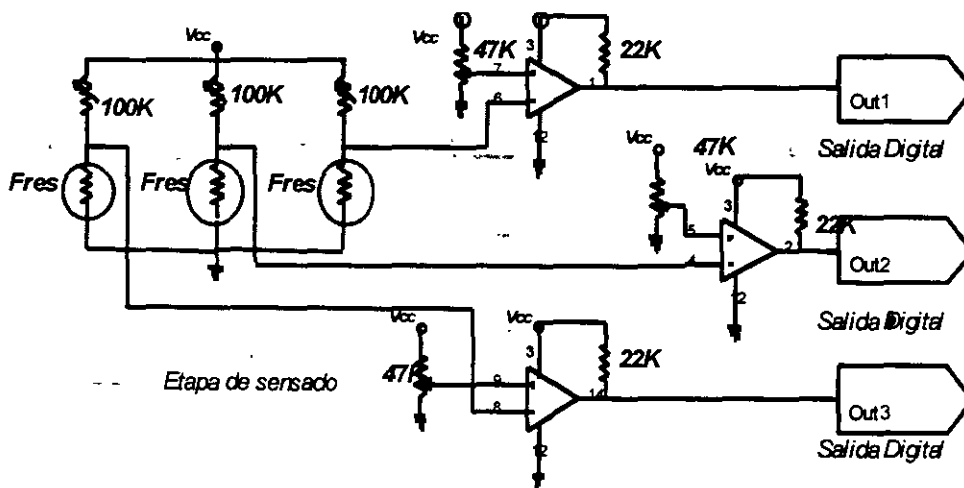 Vcc
Vcc
47K
3
22K
7
6
1
12
Out1
Salida Digital
100K
100K
100K
Fres
Fres
Fres
Vcc
47K
Vcc
3
22K
5
4
2
12
Out2
Salida Digital
Vcc
Vcc
3
47K
22K
9
8
14
12
Out3
Salida Digital
Etapa de sensado